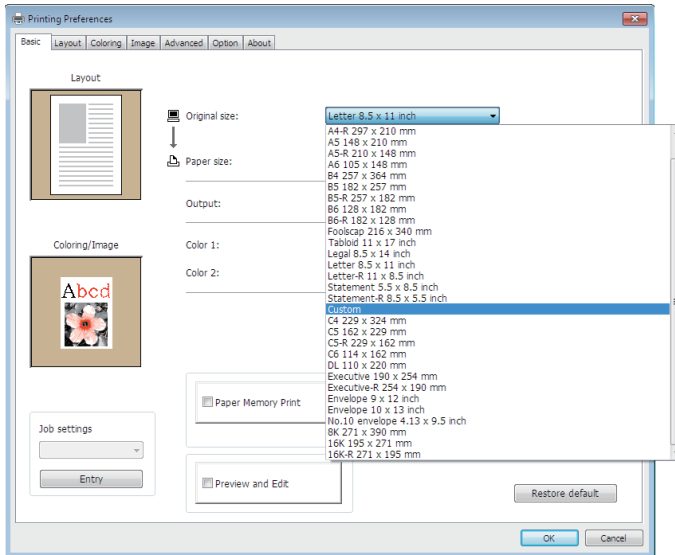 Printing Preferences
Basic Layout Coloring Image Advanced Option About
Layout
Original size: Letter 8.5 x 11 inch
Paper size:
Output:
Color 1:
Color 2:
A4-R 297 x 210 mm
A5 148 x 210 mm
A5-R 210 x 148 mm
A6 105 x 148 mm
B4 257 x 364 mm
B5 182 x 257 mm
B5-R 257 x 182 mm
B6 128 x 182 mm
B6-R 182 x 128 mm
Foolscap 216 x 340 mm
Tabloid 11 x 17 inch
Legal 8.5 x 14 inch
Letter 8.5 x 11 inch
Letter-R 11 x 8.5 inch
Statement 5.5 x 8.5 inch
Statement-R 8.5 x 5.5 inch
Custom
C4 229 x 324 mm
C5 162 x 229 mm
C5-R 229 x 162 mm
C6 114 x 162 mm
DL 110 x 220 mm
Executive 190 x 254 mm
Executive-R 254 x 190 mm
Envelope 9 x 12 inch
Envelope 10 x 13 inch
No.10 envelope 4.13 x 9.5 inch
8K 271 x 390 mm
16K 195 x 271 mm
16K-R 271 x 195 mm
Coloring/Image
Abcd
Paper Memory Print
Job settings
Entry
Preview and Edit
Restore default
OK Cancel